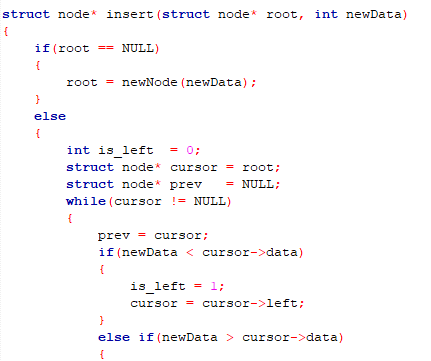 struct node* insert(struct node* root, int newData)
{
    if(root == NULL)
    {
        root = newNode(newData);
    }
    else
    {
        int is_left  = 0;
        struct node* cursor = root;
        struct node* prev   = NULL;
        while(cursor != NULL)
        {
            prev = cursor;
            if(newData < cursor->data)
            {
                is_left = 1;
                cursor = cursor->left;
            }
            else if(newData > cursor->data)
            {